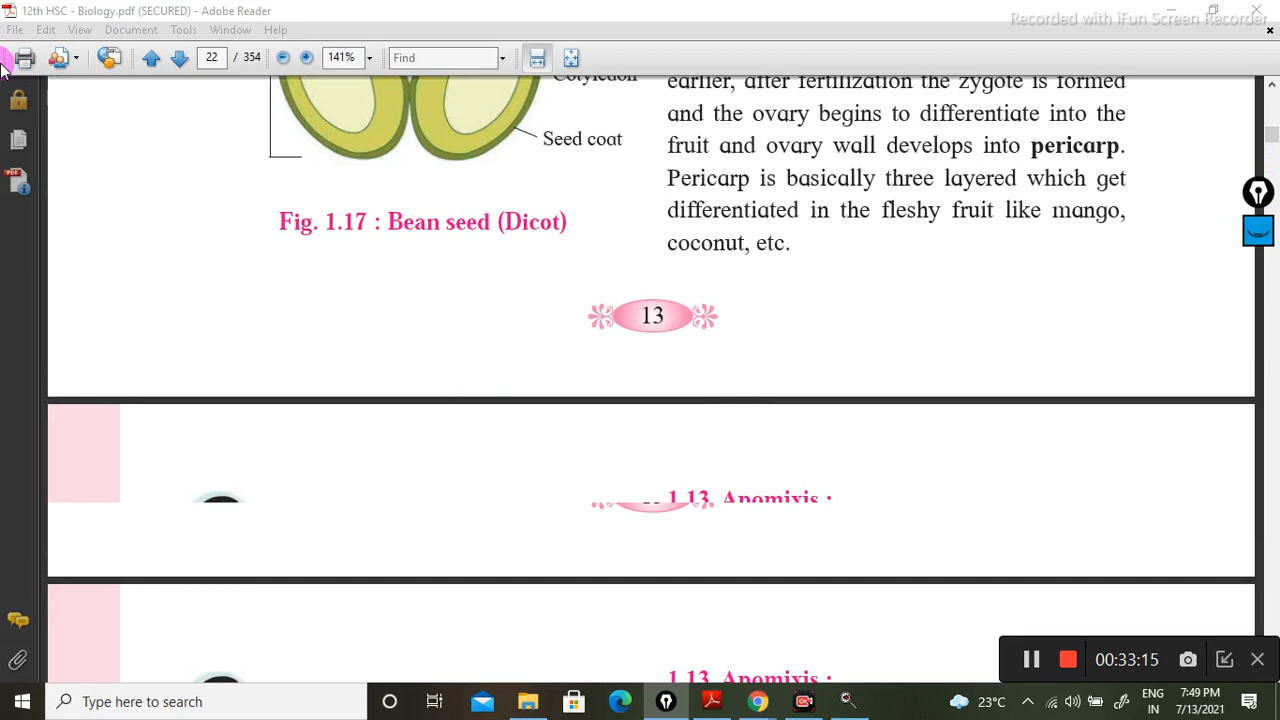 12th HSC - Biology.pdf (SECURED) - Adobe Reader
Recorded with iFun Screen Recorder
File Edit View Document Tools Window Help
22 / 354 141% Find
Cotyledon
Seed coat
Fig. 1.17 : Bean seed (Dicot)
earlier, after fertilization the zygote is formed
and the ovary begins to differentiate into the
fruit and ovary wall develops into pericarp.
Pericarp is basically three layered which get
differentiated in the fleshy fruit like mango,
coconut, etc.
13
1.13 Apomixis :
1.13 Apomixis :
00:33:15
Type here to search
23°C
ENG
IN
7:49 PM
7/13/2021